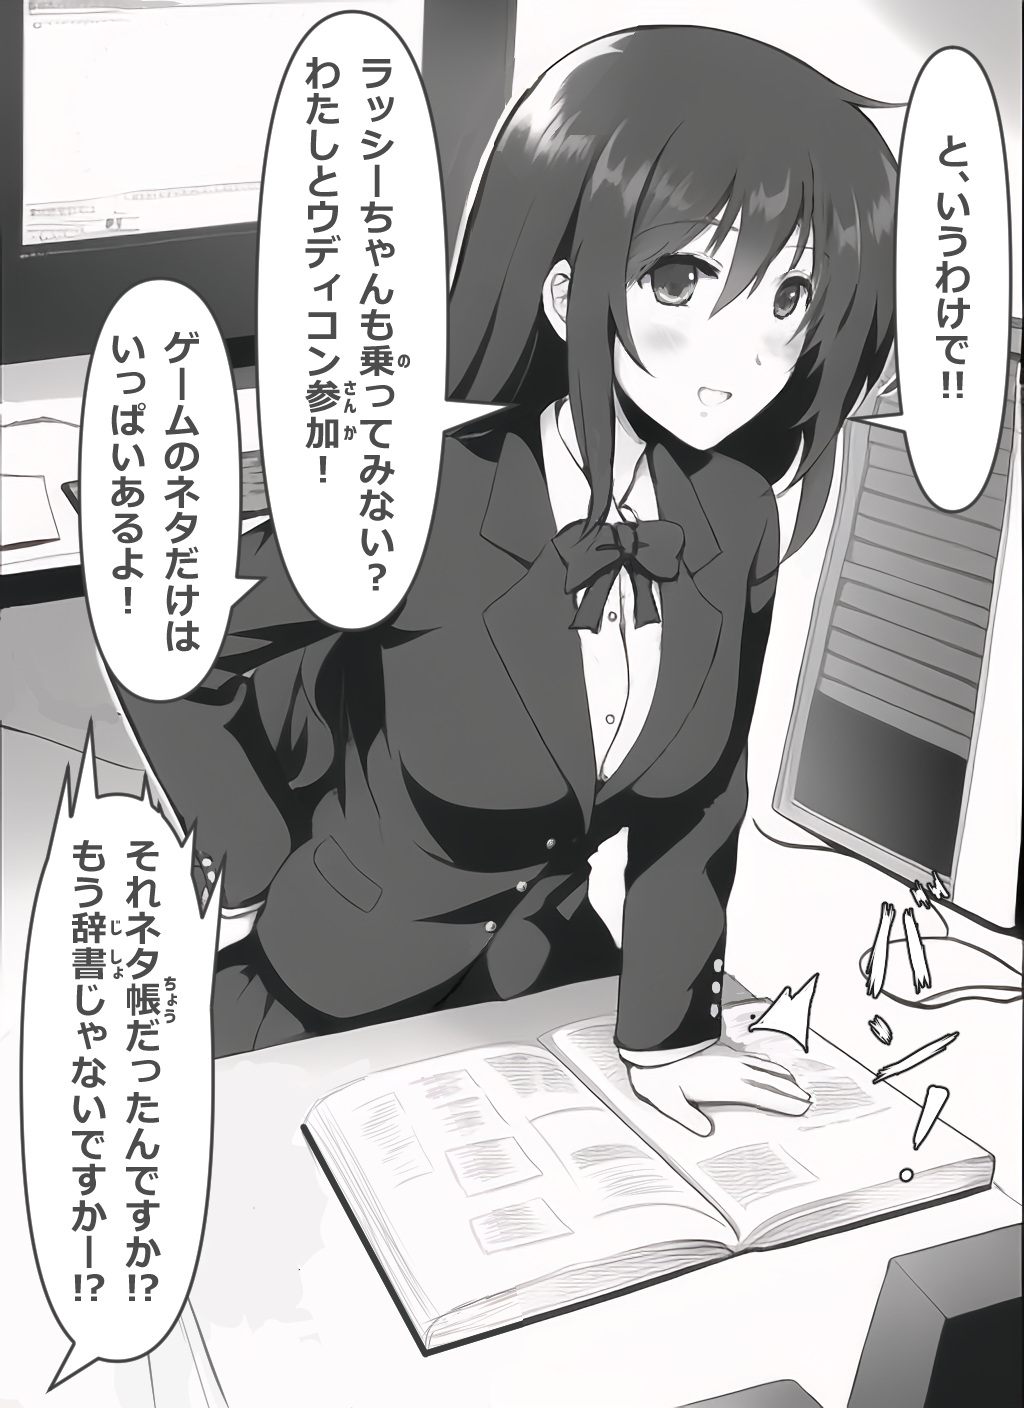 と、いうわけで!!
ラッシーちゃんも乗ってみない？
わたしとウディコン参加！
ゲームのネタだけは
いっぱいあるよ！
それネタ帳だったんですか!?
もう辞書じゃないですかー!?
バン！